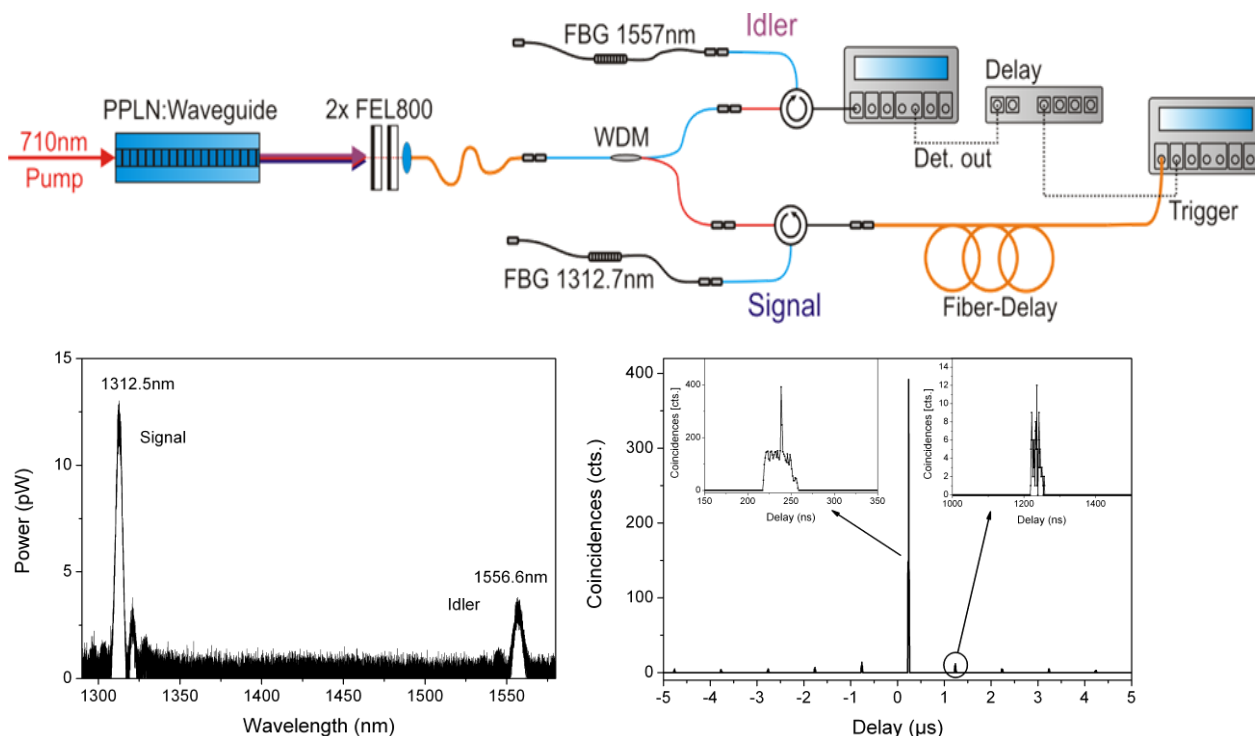 FBG 1557nm
Idler
PPLN:Waveguide
2x FEL800
Delay
710nm
Pump
WDM
Det. out
Trigger
FBG 1312.7nm
Signal
Fiber-Delay
15
10
5
0
Power (pW)
1312.5nm
Signal
1556.6nm
Idler
1300 1350 1400 1450 1500 1550
Wavelength (nm)
400
300
200
100
0
Coincidences (cts.)
400
200
0
Coincidences [cts.]
150 200 250 300 350
Delay (ns)
14
12
10
8
6
4
2
0
Coincidences [cts.]
1000 1200 1400
Delay (ns)
-5 -4 -3 -2 -1 0 1 2 3 4 5
Delay (µs)